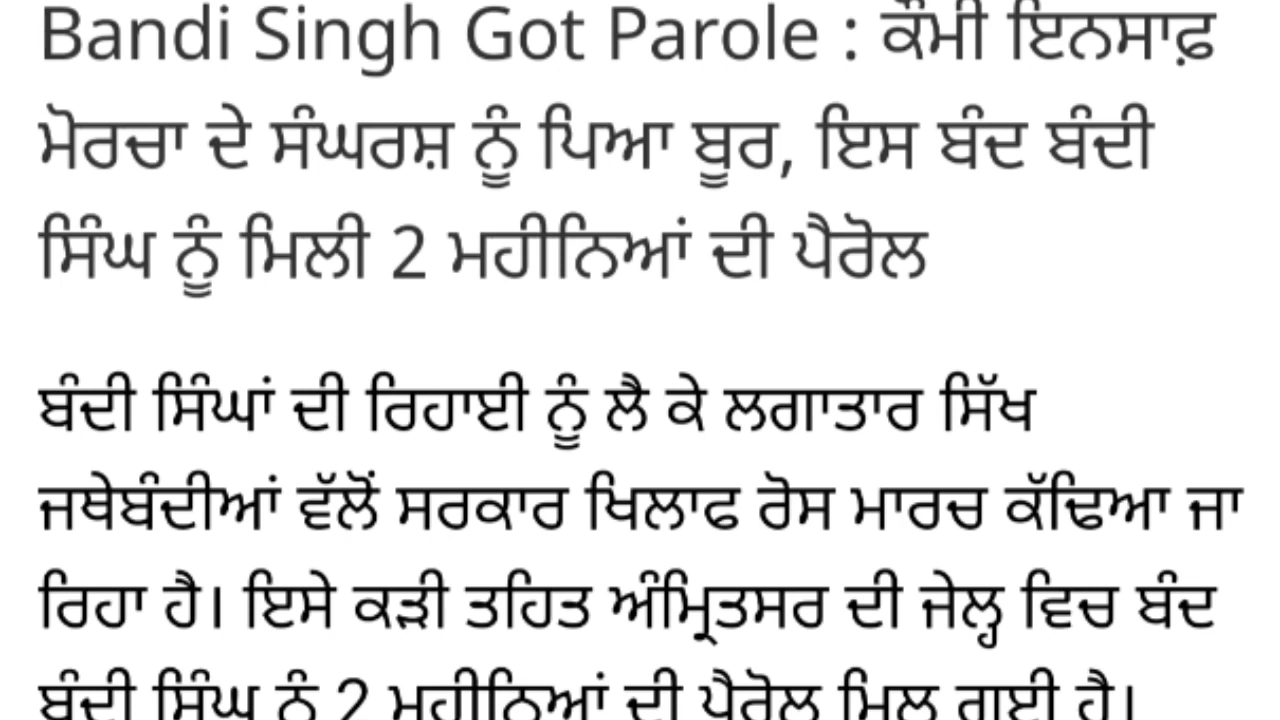 Bandi Singh Got Parole : ਕੌਮੀ ਇਨਸਾਫ਼
ਮੋਰਚਾ ਦੇ ਸੰਘਰਸ਼ ਨੂੰ ਪਿਆ ਬੂਰ, ਇਸ ਬੰਦ ਬੰਦੀ
ਸਿੰਘ ਨੂੰ ਮਿਲੀ 2 ਮਹੀਨਿਆਂ ਦੀ ਪੈਰੋਲ
ਬੰਦੀ ਸਿੰਘਾਂ ਦੀ ਰਿਹਾਈ ਨੂੰ ਲੈ ਕੇ ਲਗਾਤਾਰ ਸਿੱਖ
ਜਥੇਬੰਦੀਆਂ ਵੱਲੋਂ ਸਰਕਾਰ ਖਿਲਾਫ ਰੋਸ ਮਾਰਚ ਕੱਢਿਆ ਜਾ
ਰਿਹਾ ਹੈ। ਇਸੇ ਕੜੀ ਤਹਿਤ ਅੰਮ੍ਰਿਤਸਰ ਦੀ ਜੇਲ੍ਹ ਵਿਚ ਬੰਦ
ਬੰਦੀ ਸਿੰਘ ਨੂੰ 2 ਮਹੀਨਿਆਂ ਦੀ ਪੈਰੋਲ ਮਿਲ ਗਈ ਹੈ।